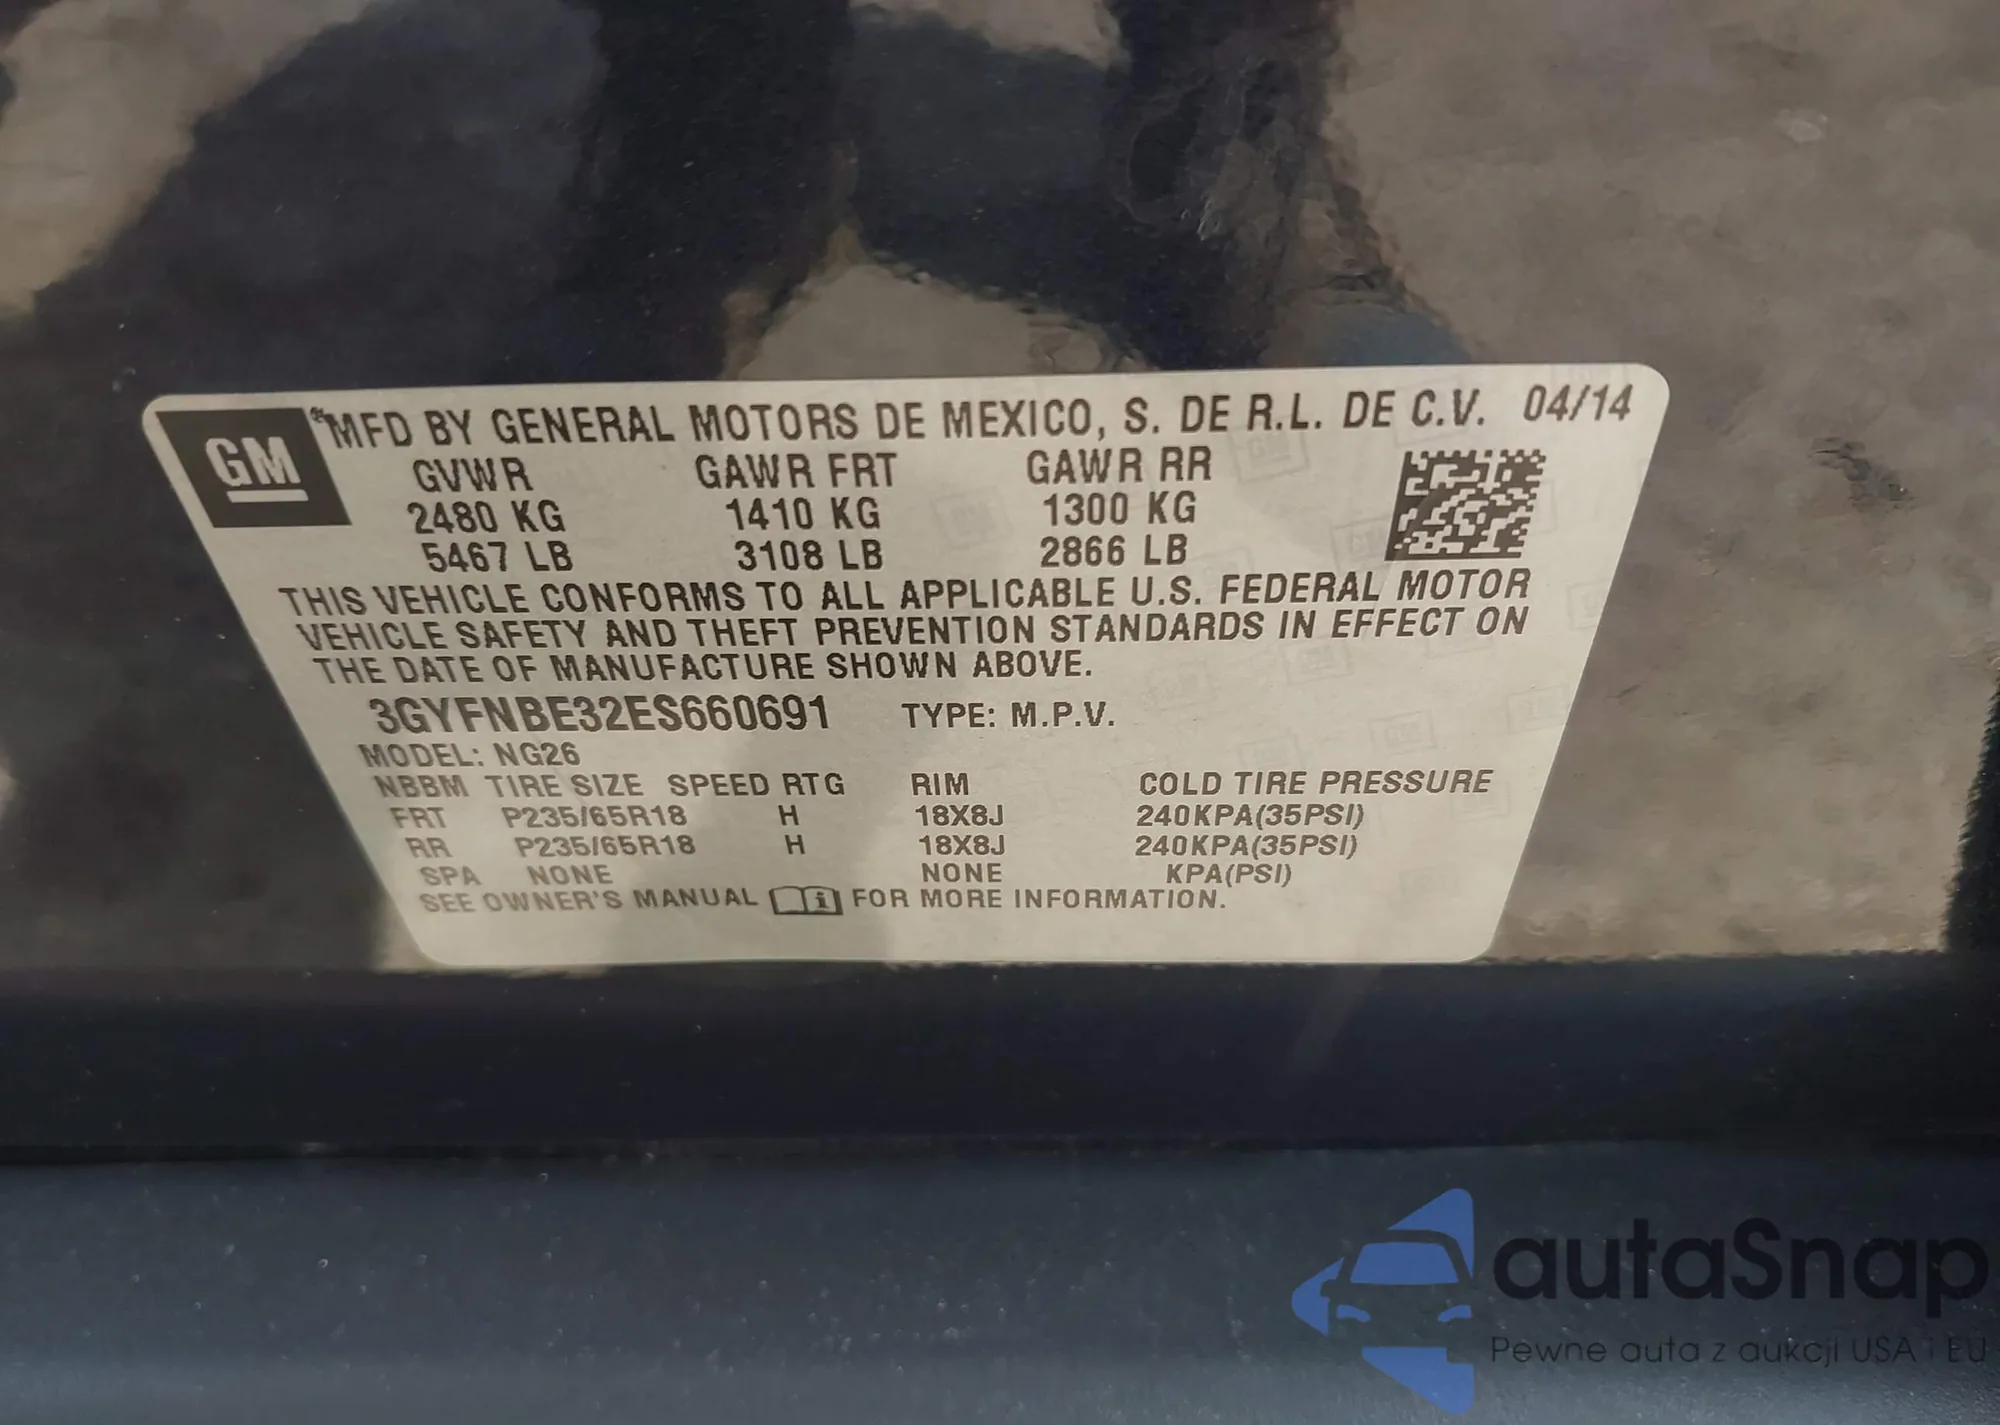 GM
MFD BY GENERAL MOTORS DE MEXICO, S. DE R.L. DE C.V. 04/14
GVWR GAWR FRT GAWR RR
2480 KG 1410 KG 1300 KG
5467 LB 3108 LB 2866 LB
THIS VEHICLE CONFORMS TO ALL APPLICABLE U.S. FEDERAL MOTOR
VEHICLE SAFETY AND THEFT PREVENTION STANDARDS IN EFFECT ON
THE DATE OF MANUFACTURE SHOWN ABOVE.
3GYFNBE32ES660691 TYPE: M.P.V.
MODEL: NG26
NBBM TIRE SIZE SPEED RTG RIM COLD TIRE PRESSURE
FRT P235/65R18 H 18X8J 240KPA(35PSI)
RR P235/65R18 H 18X8J 240KPA(35PSI)
SPA NONE NONE KPA(PSI)
SEE OWNER'S MANUAL i FOR MORE INFORMATION.
autaSnap
Pewne auta z aukcji USA i EU